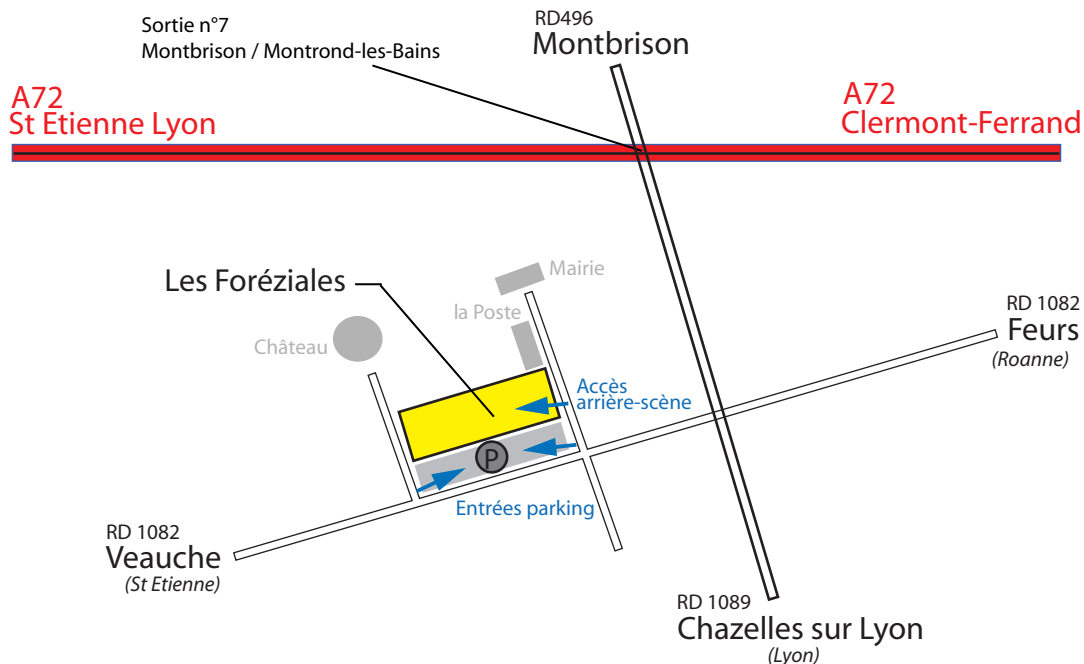 Sortie n°7
Montbrison / Montrond-les-Bains
RD496
Montbrison
A72
St Etienne Lyon
A72
Clermont-Ferrand
Les Foréziales
Mairie
la Poste
Château
RD 1082
Feurs
(Roanne)
Accès
arrière-scène
P
Entrées parking
RD 1082
Veauche
(St Etienne)
RD 1089
Chazelles sur Lyon
(Lyon)